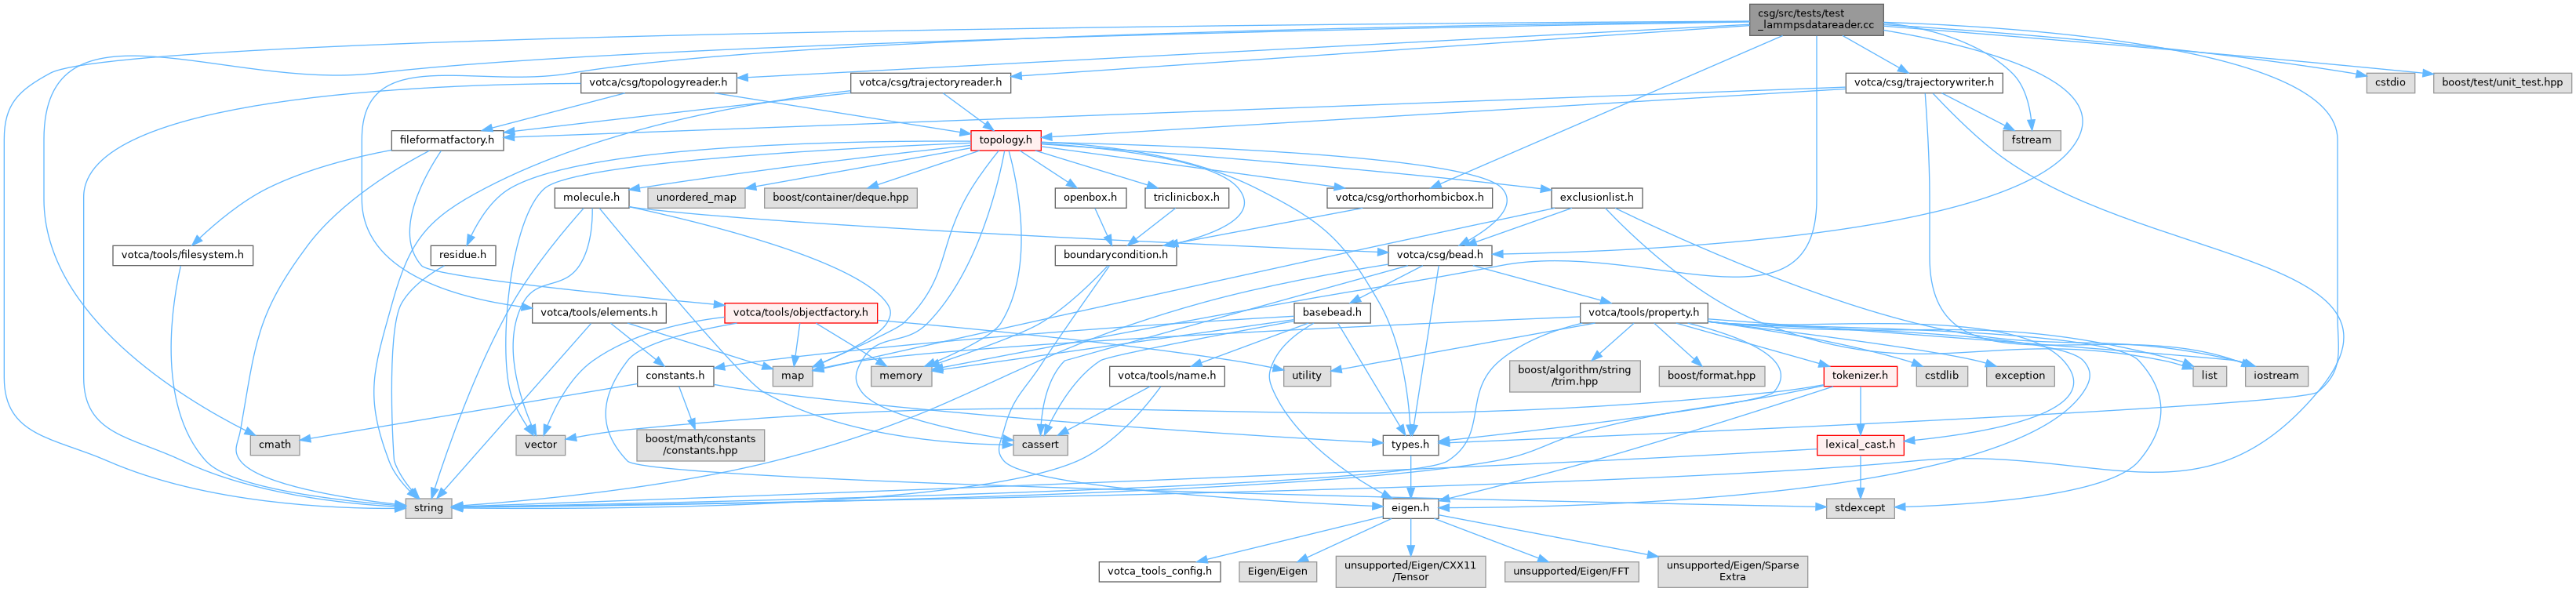 csg/src/tests/test
_lammpsdatareader.cc
votca/csg/topologyreader.h
votca/csg/trajectoryreader.h
votca/csg/trajectorywriter.h
cstdio
boost/test/unit_test.hpp
fileformatfactory.h
topology.h
fstream
molecule.h
unordered_map
boost/container/deque.hpp
openbox.h
triclinicbox.h
votca/csg/orthorhombicbox.h
exclusionlist.h
votca/tools/filesystem.h
residue.h
boundarycondition.h
votca/csg/bead.h
votca/tools/elements.h
votca/tools/objectfactory.h
basebead.h
votca/tools/property.h
constants.h
map
memory
votca/tools/name.h
utility
boost/algorithm/string
/trim.hpp
boost/format.hpp
tokenizer.h
cstdlib
exception
list
iostream
cmath
boost/math/constants
/constants.hpp
vector
cassert
types.h
lexical_cast.h
string
eigen.h
stdexcept
votca_tools_config.h
Eigen/Eigen
unsupported/Eigen/CXX11
/Tensor
unsupported/Eigen/FFT
unsupported/Eigen/Sparse
Extra